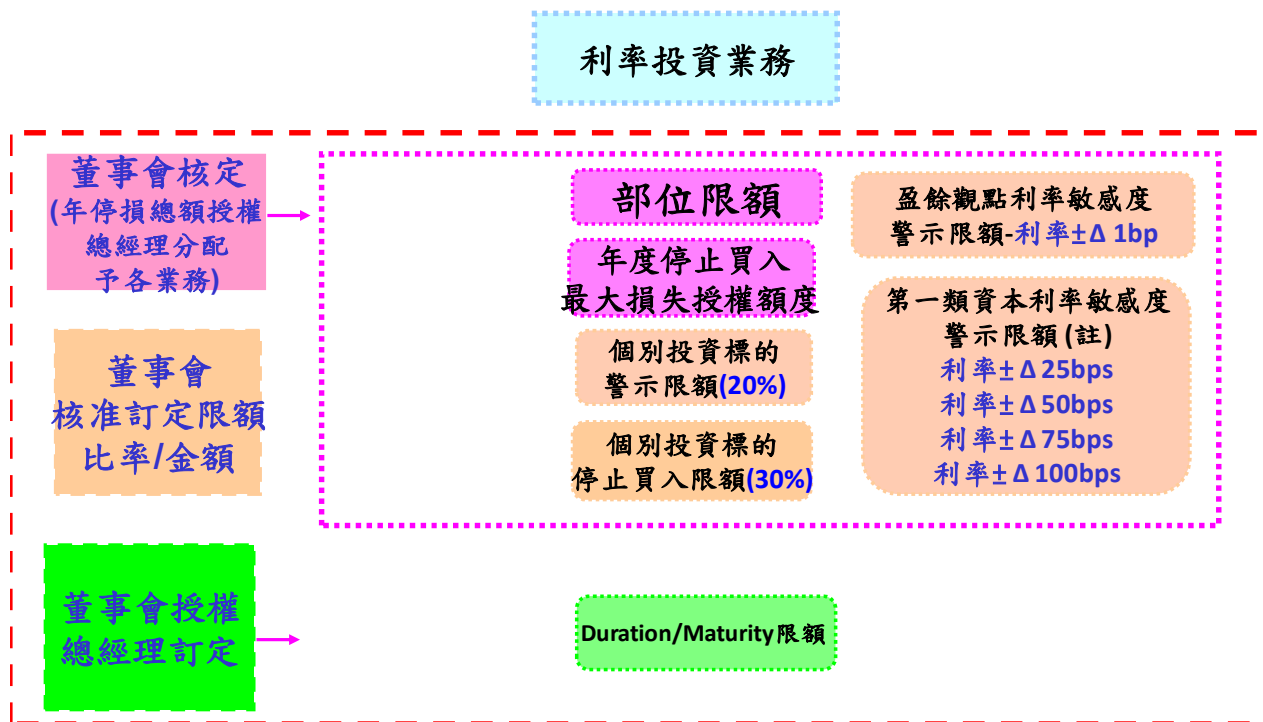 利率投資業務
董事會核定
(年停損總額授權
總經理分配
予各業務)
董事會
核准訂定限額
比率/金額
董事會授權
總經理訂定
部位限額
年度停止買入
最大損失授權額度
個別投資標的
警示限額(20%)
個別投資標的
停止買入限額(30%)
盈餘觀點利率敏感度
警示限額-利率±Δ 1bp
第一類資本利率敏感度
警示限額 (註)
利率±Δ 25bps
利率±Δ 50bps
利率±Δ 75bps
利率±Δ 100bps
Duration/Maturity限額